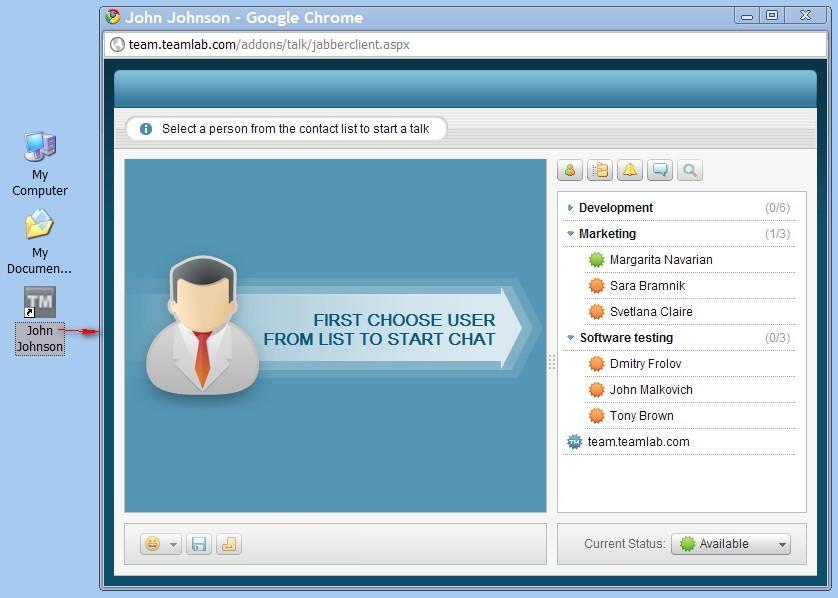 John Johnson - Google Chrome
team.teamlab.com/addons/talk/jabberclient.aspx
Select a person from the contact list to start a talk
My
Computer
My
Documen...
TM
John
Johnson
FIRST CHOOSE USER
FROM LIST TO START CHAT
Development (0/6)
Marketing (1/3)
Margarita Navarian
Sara Bramnik
Svetlana Claire
Software testing (0/3)
Dmitry Frolov
John Malkovich
Tony Brown
TM team.teamlab.com
Current Status: Available